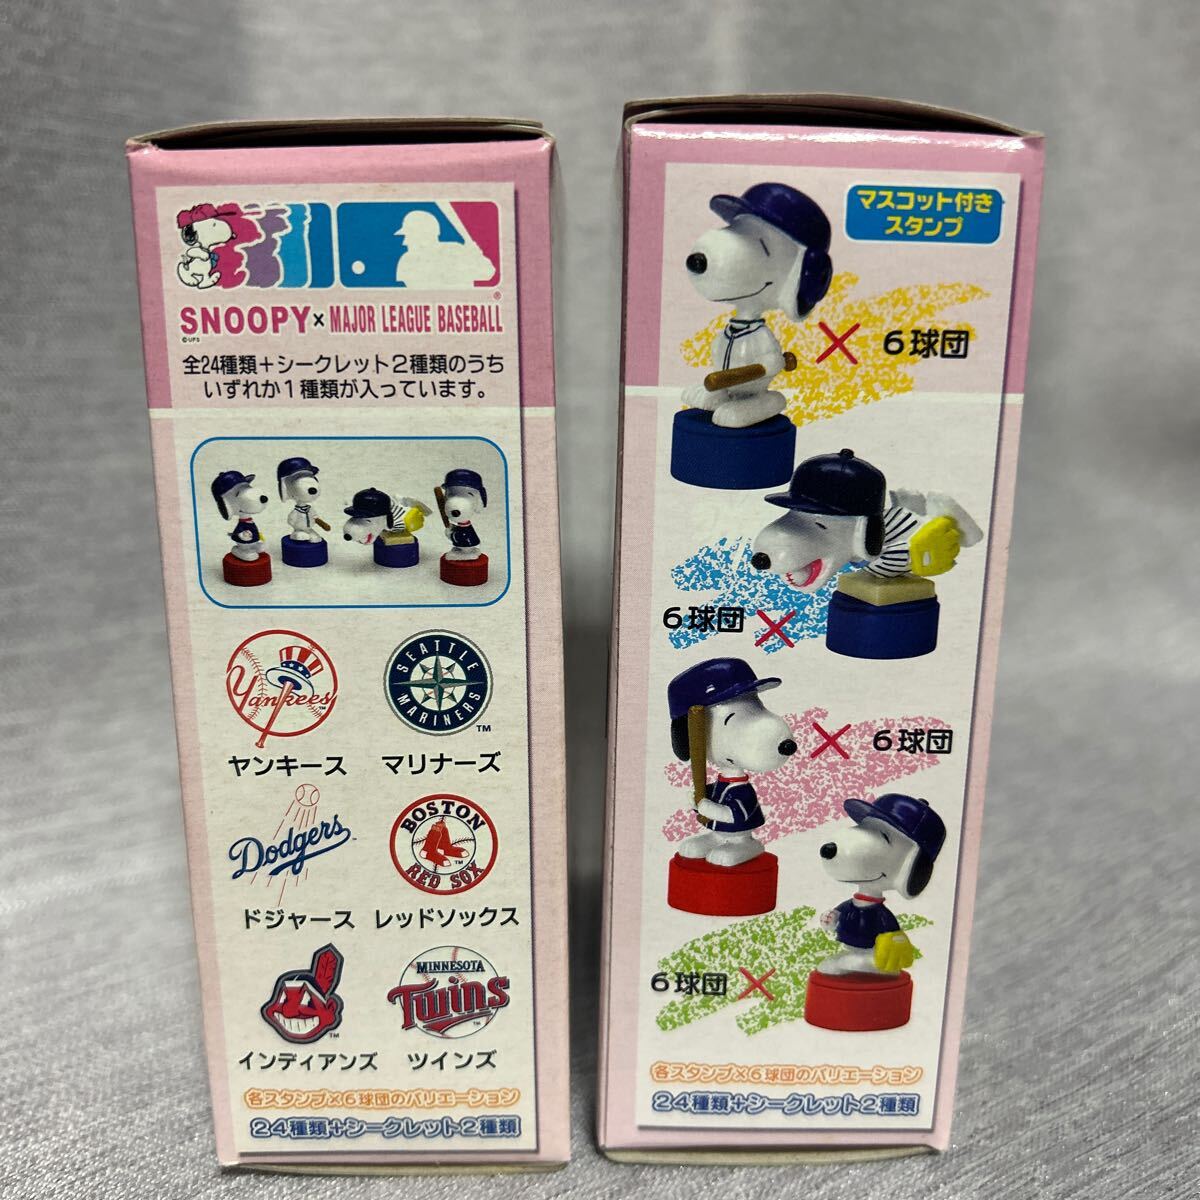 SNOOPY × MAJOR LEAGUE BASEBALL
®
©UFS
全24種類+シークレット2種類のうち
いずれか1種類が入っています。
Yankees
TM
SEATTLE
MARINERS
TM
ヤンキース
マリナーズ
Dodgers
BOSTON
RED SOX
TM
ドジャース
レッドソックス
TM
MINNESOTA
Twins
TM
インディアンズ
ツインズ
各スタンプ×6球団のバリエーション
24種類+シークレット2種類
マスコット付き
スタンプ
× 6球団
6球団 ×
× 6球団
6球団 ×
各スタンプ×6球団のバリエーション
24種類+シークレット2種類